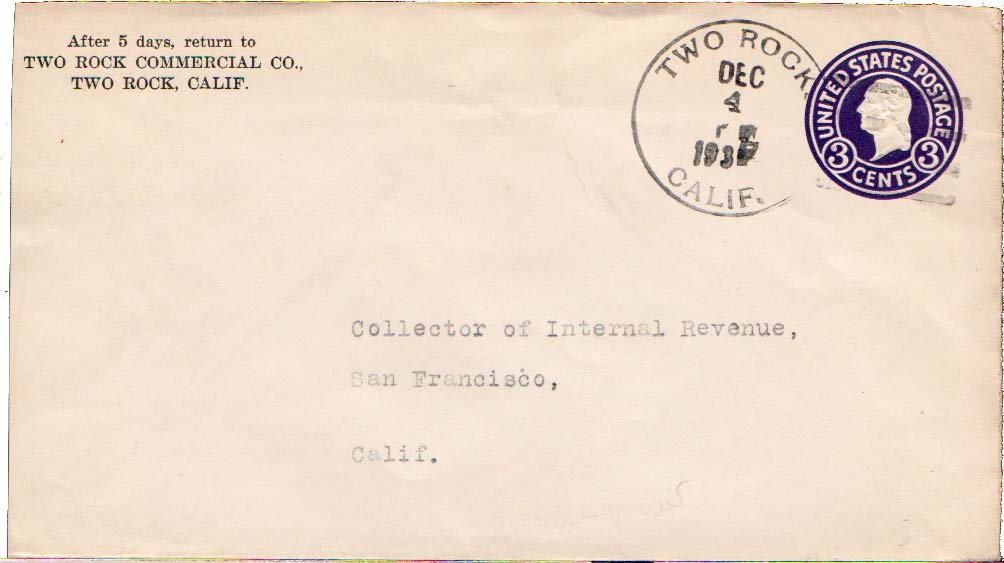 After 5 days, return to
TWO ROCK COMMERCIAL CO.,
TWO ROCK, CALIF.
TWO ROCK,
DEC
4
CALIF.
UNITED STATES POSTAGE
3 CENTS 3
Collector of Internal Revenue,
San Francisco,
Calif.